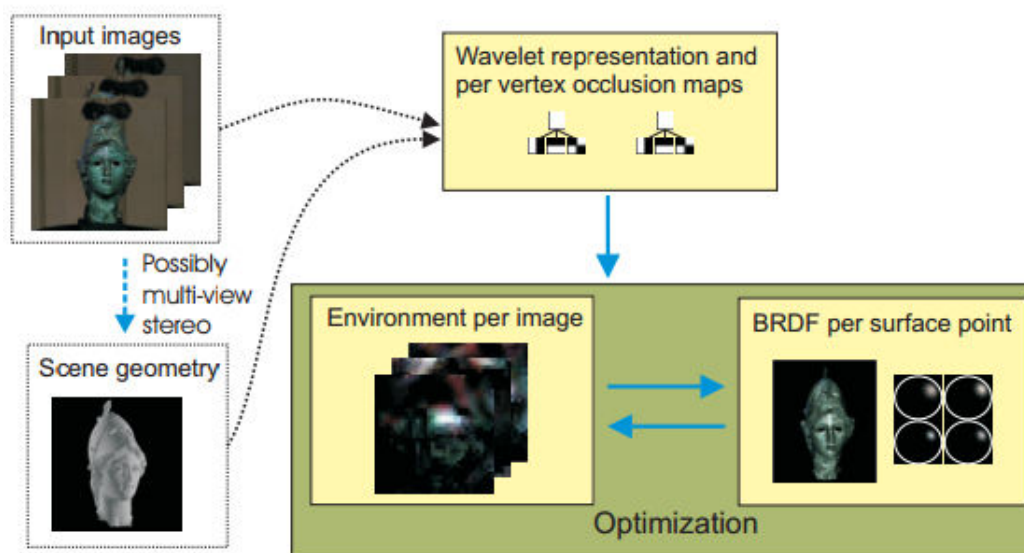 Input images
Possibly
multi-view
stereo
Scene geometry
Wavelet representation and
per vertex occlusion maps
Environment per image
BRDF per surface point
Optimization